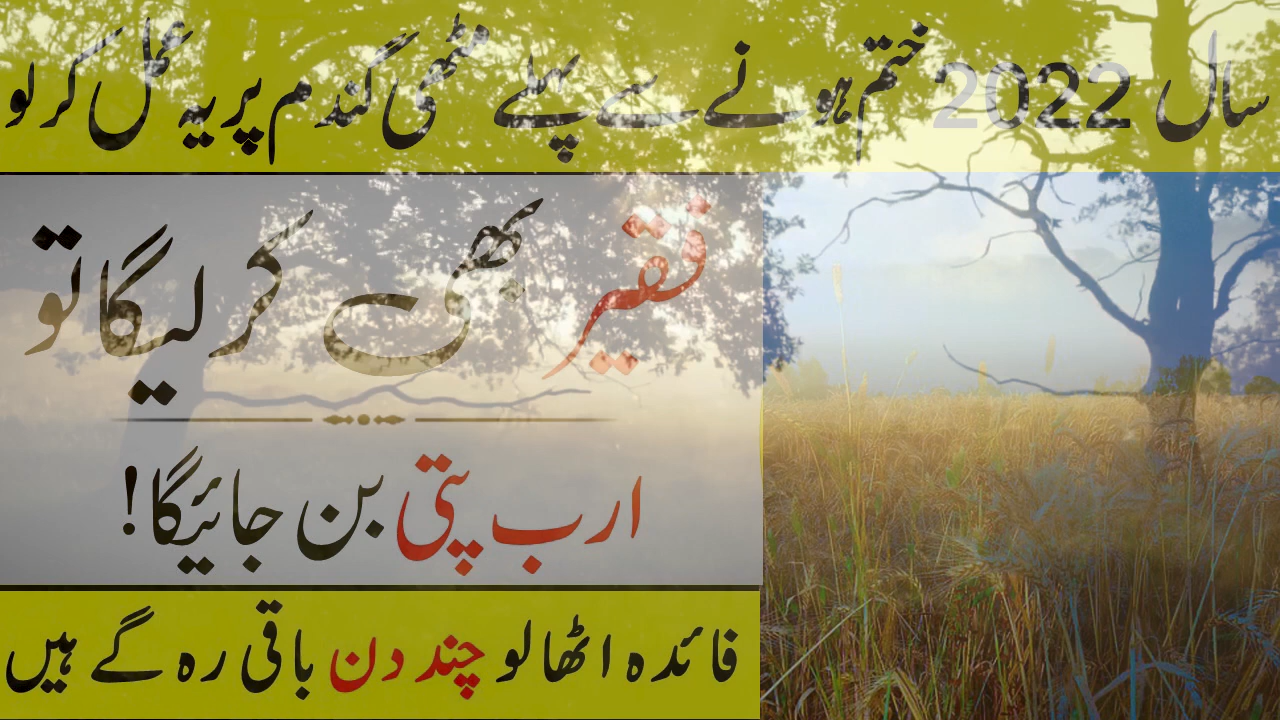 سال 2022 ختم ہونے سے پہلے مٹھی گندم پر یہ عمل کر لو
فقیر بھی کر لیگا تو
ارب پتی بن جائیگا!
فائدہ اٹھا لو چند دن باقی رہ گے ہیں